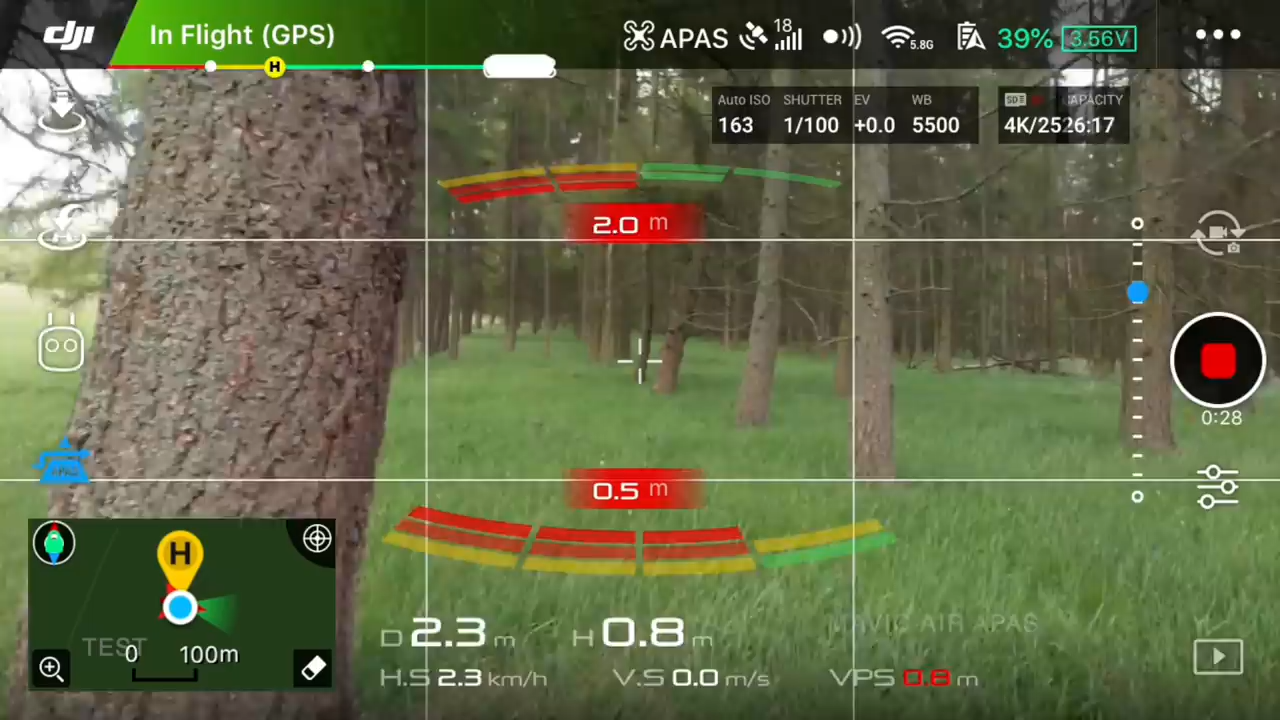 dji In Flight (GPS) APAS 18 5.8G 39% 3.56V
H
Auto ISO SHUTTER EV WB
163 1/100 +0.0 5500
SD CAPACITY
4K/2526:17
2.0 m
H
0:28
APAS
0.5 m
H
TEST
0 100m
D 2.3 m H 0.8 m
MAVIC AIR APAS
H.S 2.3 km/h V.S 0.0 m/s VPS 0.8 m